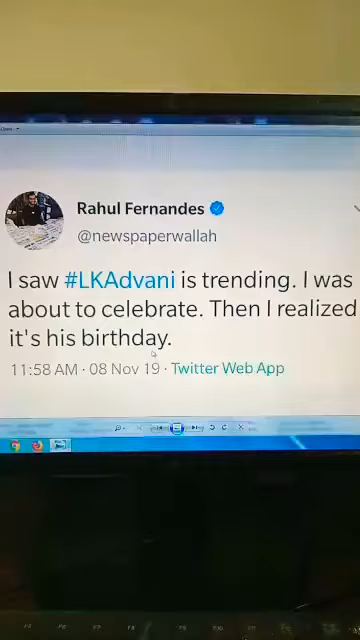 Rahul Fernandes
@newspaperwallah
I saw #LKAdvani is trending. I was
about to celebrate. Then I realized
it's his birthday.
11:58 AM · 08 Nov 19 · Twitter Web App